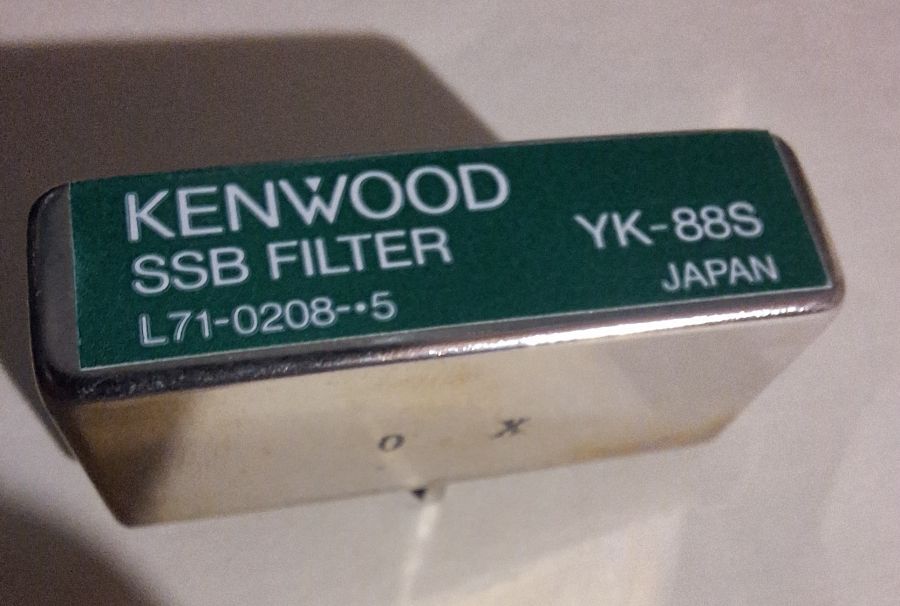 KENWOOD
SSB FILTER
L71-0208-•5
YK-88S
JAPAN
O X